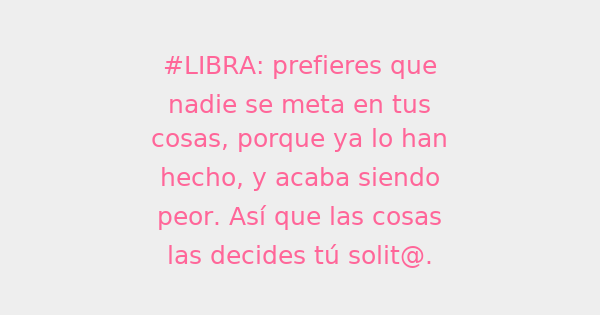 #LIBRA: prefieres que
nadie se meta en tus
cosas, porque ya lo han
hecho, y acaba siendo
peor. Así que las cosas
las decides tú solit@.